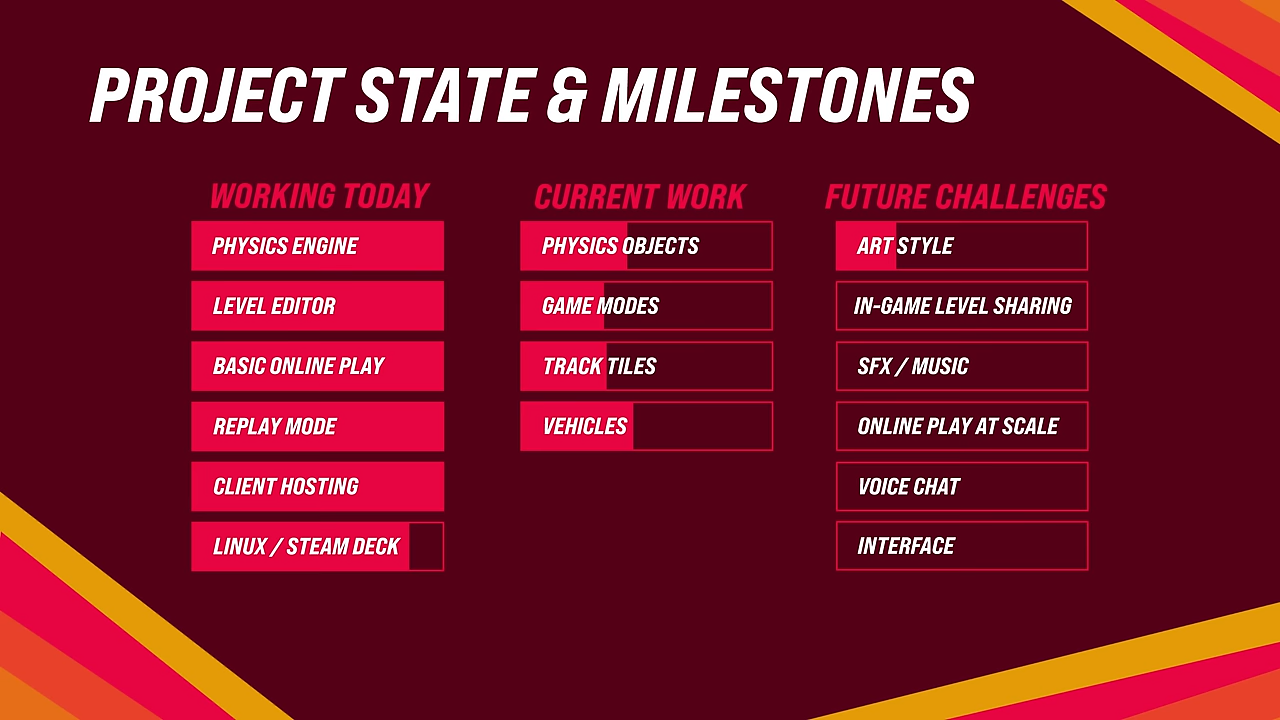 PROJECT STATE & MILESTONES
WORKING TODAY
PHYSICS ENGINE
LEVEL EDITOR
BASIC ONLINE PLAY
REPLAY MODE
CLIENT HOSTING
LINUX / STEAM DECK
CURRENT WORK
PHYSICS OBJECTS
GAME MODES
TRACK TILES
VEHICLES
FUTURE CHALLENGES
ART STYLE
IN-GAME LEVEL SHARING
SFX / MUSIC
ONLINE PLAY AT SCALE
VOICE CHAT
INTERFACE